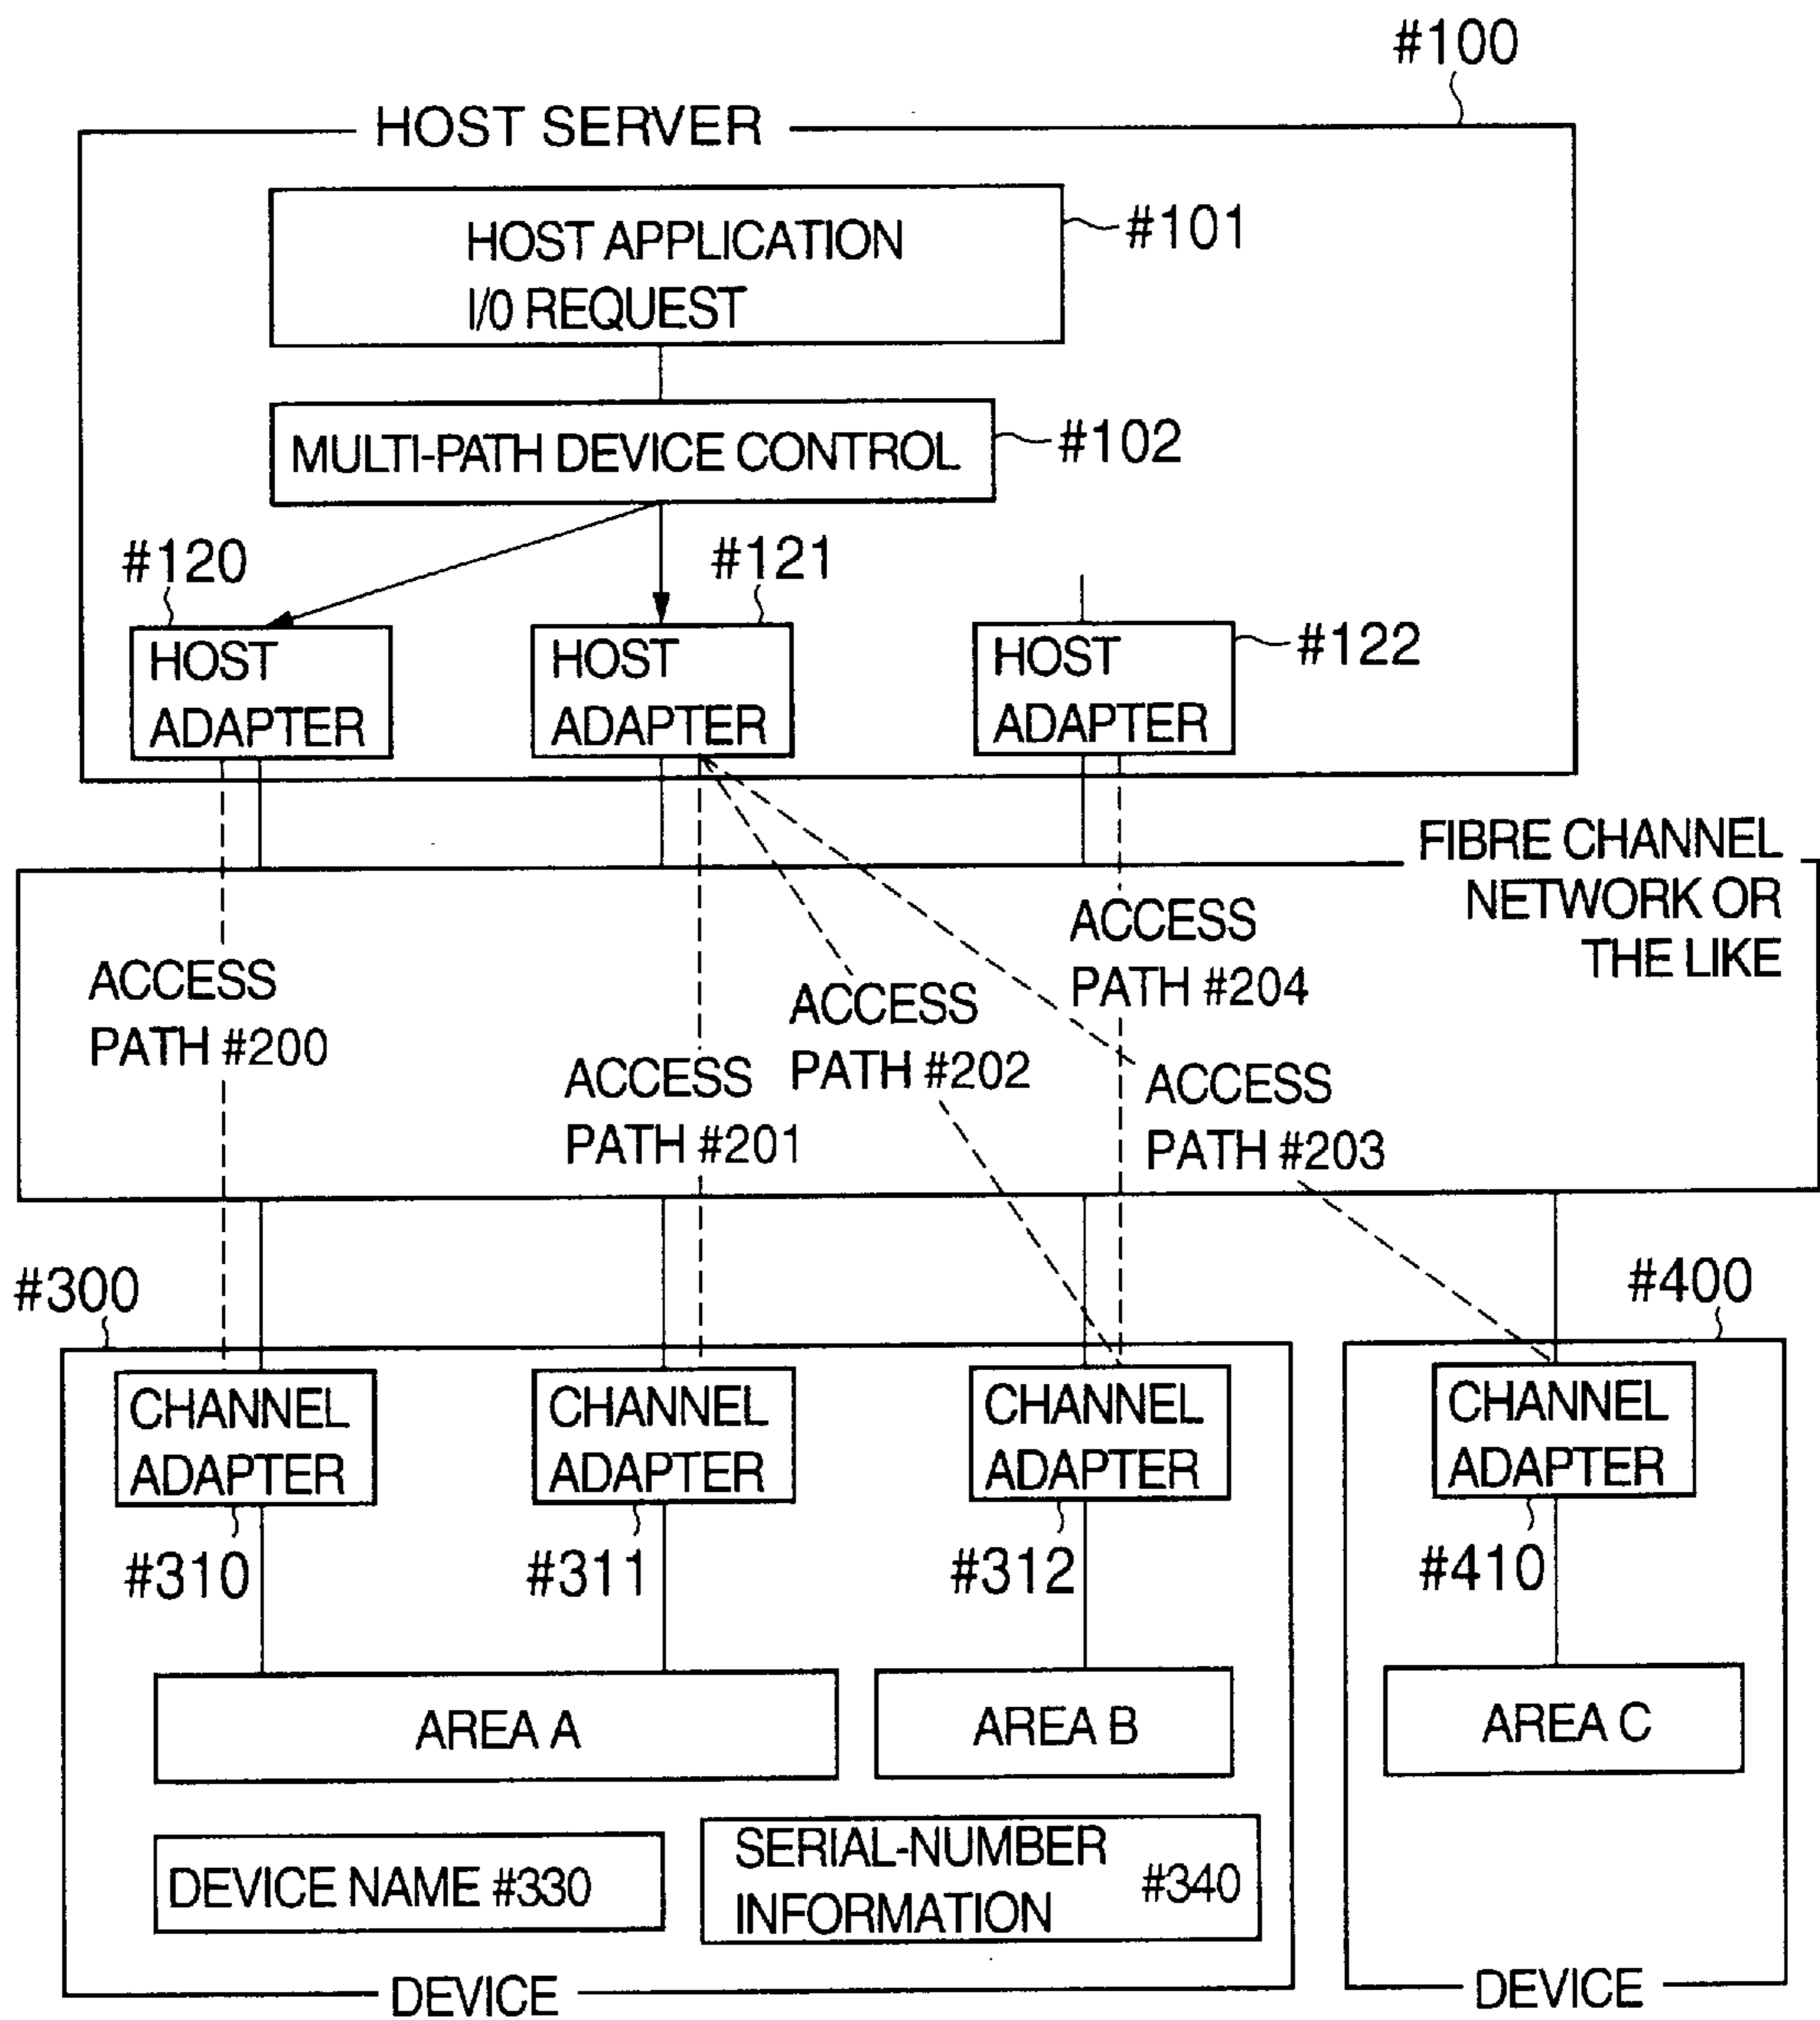 #100
HOST SERVER
HOST APPLICATION
I/0 REQUEST
#101
MULTI-PATH DEVICE CONTROL
#102
#120
#121
HOST
ADAPTER
HOST
ADAPTER
HOST
ADAPTER
#122
FIBRE CHANNEL
NETWORK OR
THE LIKE
ACCESS
PATH #200
ACCESS
PATH #201
ACCESS
PATH #202
ACCESS
PATH #204
ACCESS
PATH #203
#300
#400
CHANNEL
ADAPTER
CHANNEL
ADAPTER
CHANNEL
ADAPTER
CHANNEL
ADAPTER
#310
#311
#312
#410
AREA A
AREA B
AREA C
DEVICE NAME #330
SERIAL-NUMBER
INFORMATION
#340
DEVICE
DEVICE